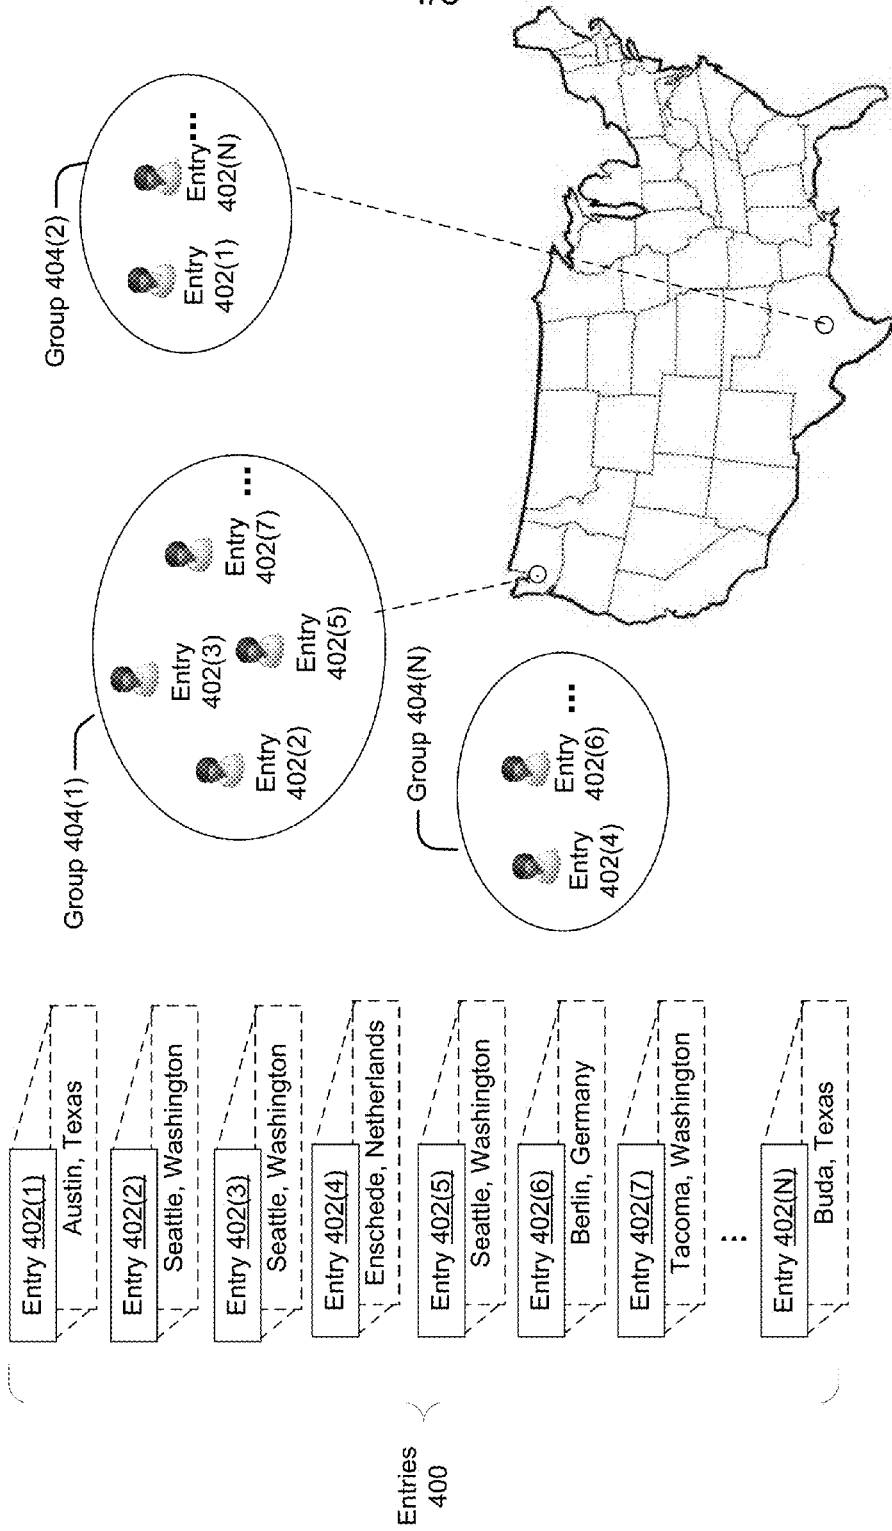 Entries
400
Entry 402(1)
Austin, Texas
Entry 402(2)
Seattle, Washington
Entry 402(3)
Seattle, Washington
Entry 402(4)
Enschede, Netherlands
Entry 402(5)
Seattle, Washington
Entry 402(6)
Berlin, Germany
Entry 402(7)
Tacoma, Washington
...
Entry 402(N)
Buda, Texas
Group 404(1)
Entry
402(2)
Entry
402(3)
Entry
402(5)
Entry
402(7)
...
Group 404(2)
Entry
402(1)
Entry
402(N)
...
Group 404(N)
Entry
402(4)
Entry
402(6)
...